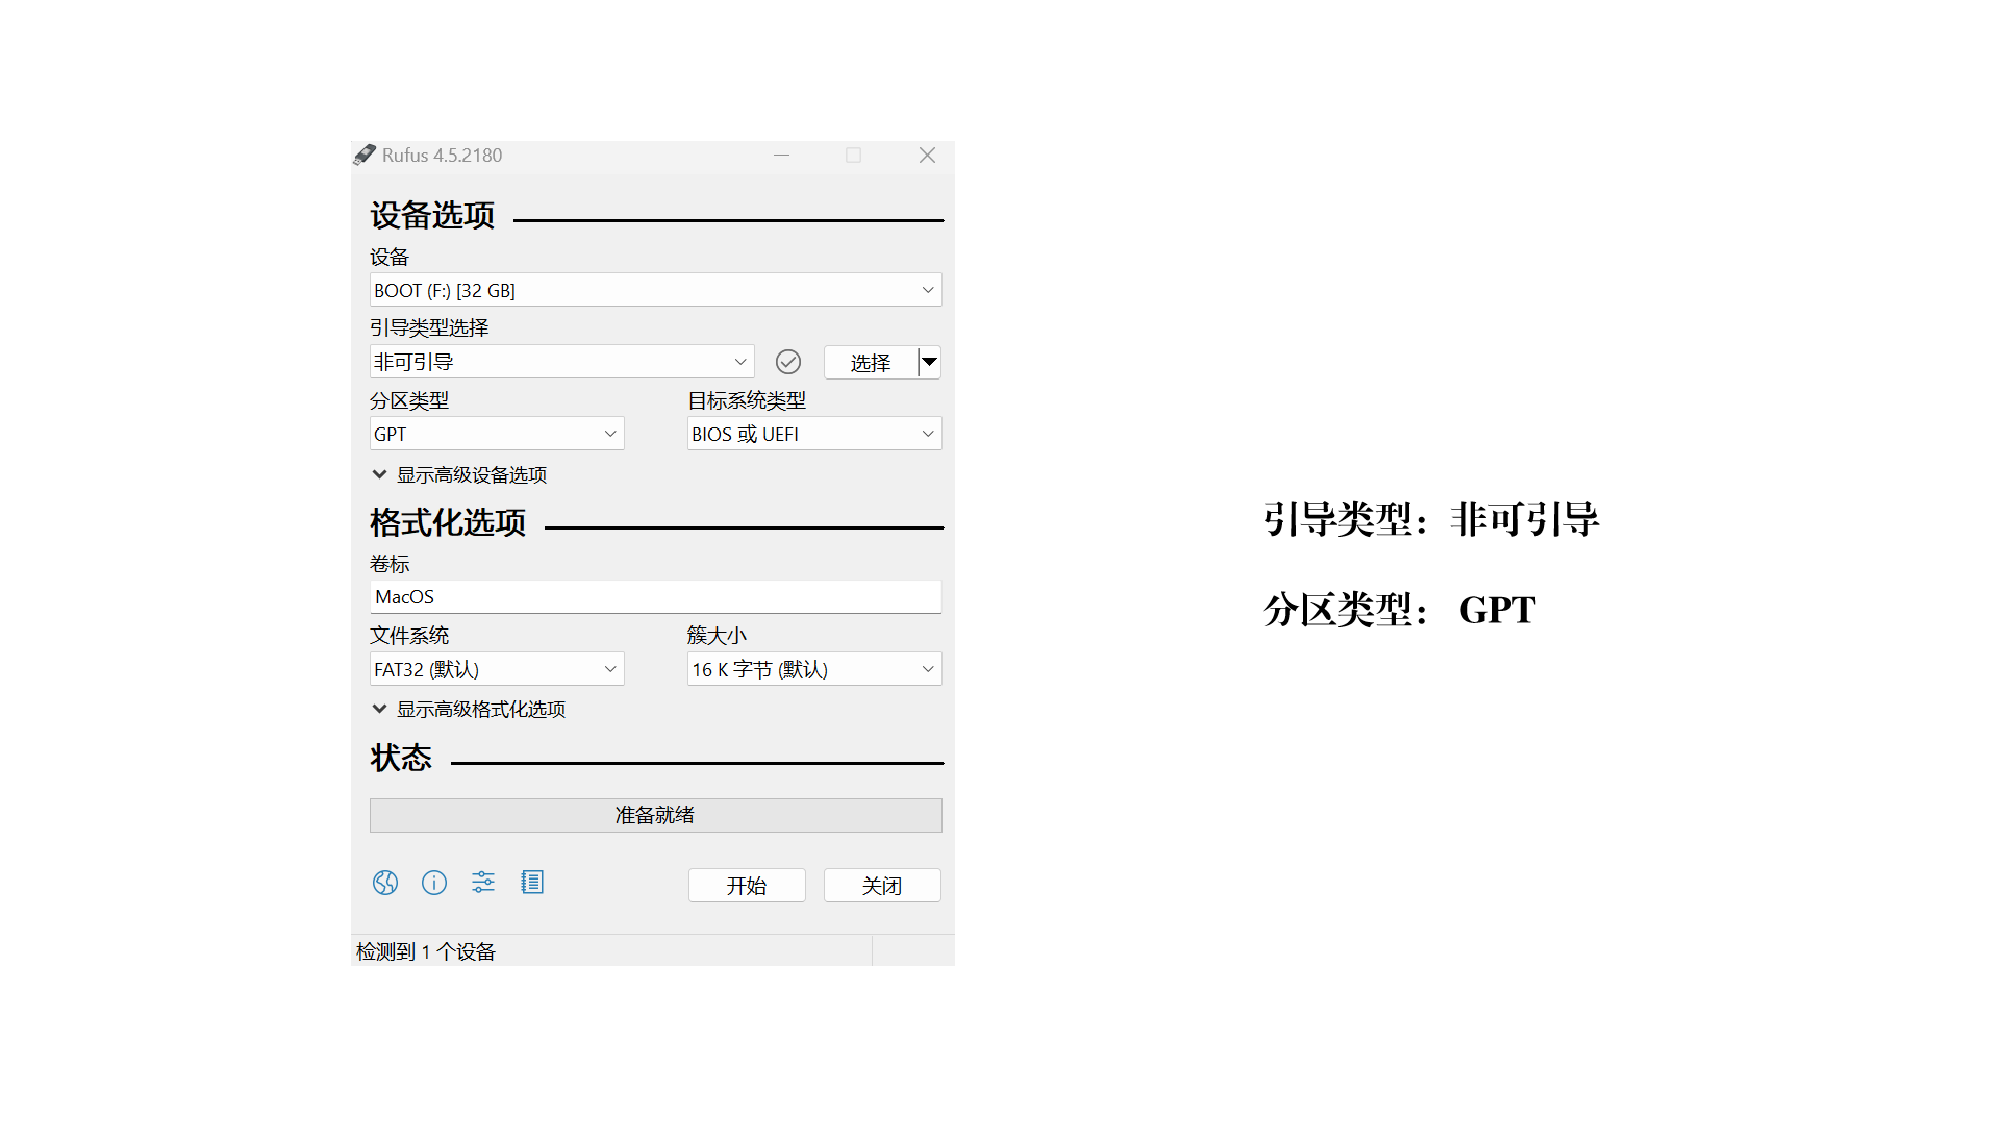 Rufus 4.5.2180
设备选项
设备
BOOT (F:) [32 GB]
引导类型选择
非可引导
选择
分区类型
目标系统类型
GPT
BIOS 或 UEFI
显示高级设备选项
格式化选项
卷标
MacOS
文件系统
簇大小
FAT32 (默认)
16 K 字节 (默认)
显示高级格式化选项
状态
准备就绪
开始
关闭
检测到 1 个设备
引导类型：非可引导
分区类型： GPT